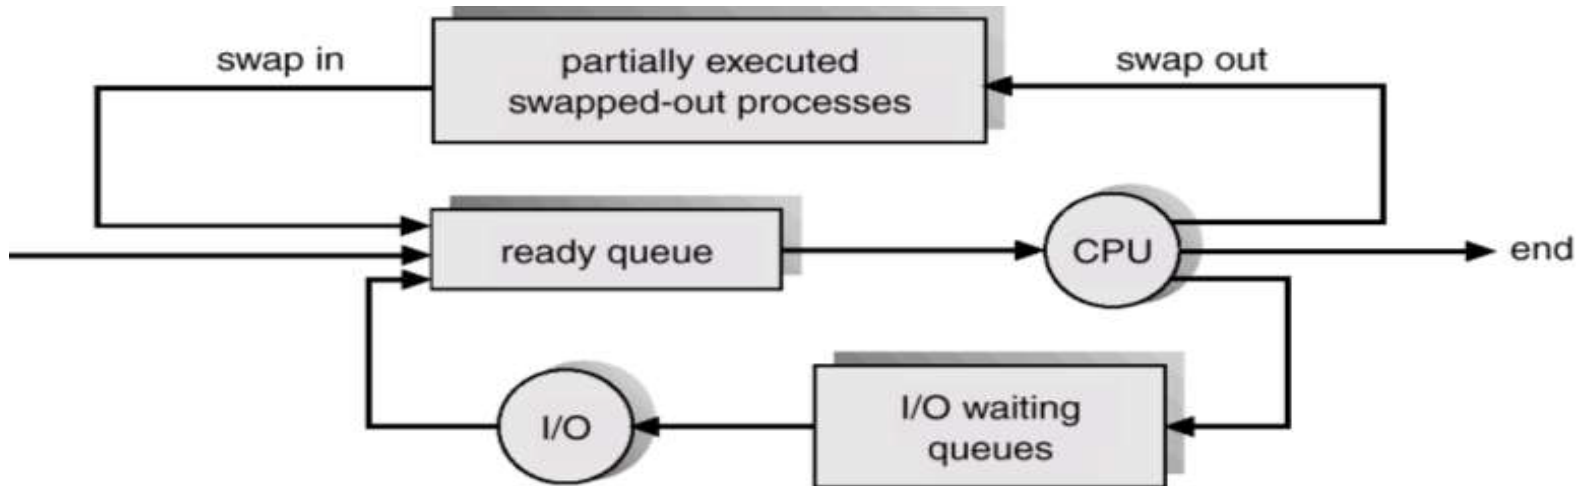 swap in
partially executed
swapped-out processes
swap out
ready queue
CPU
end
I/O
I/O waiting
queues